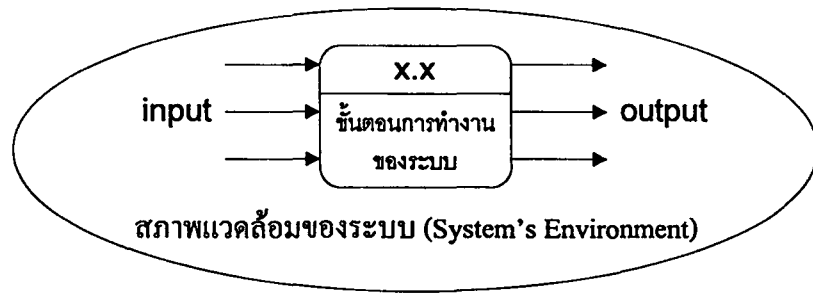 x.x
input
ขั้นตอนการทำงาน
ของระบบ
output
สภาพแวดล้อมของระบบ (System's Environment)